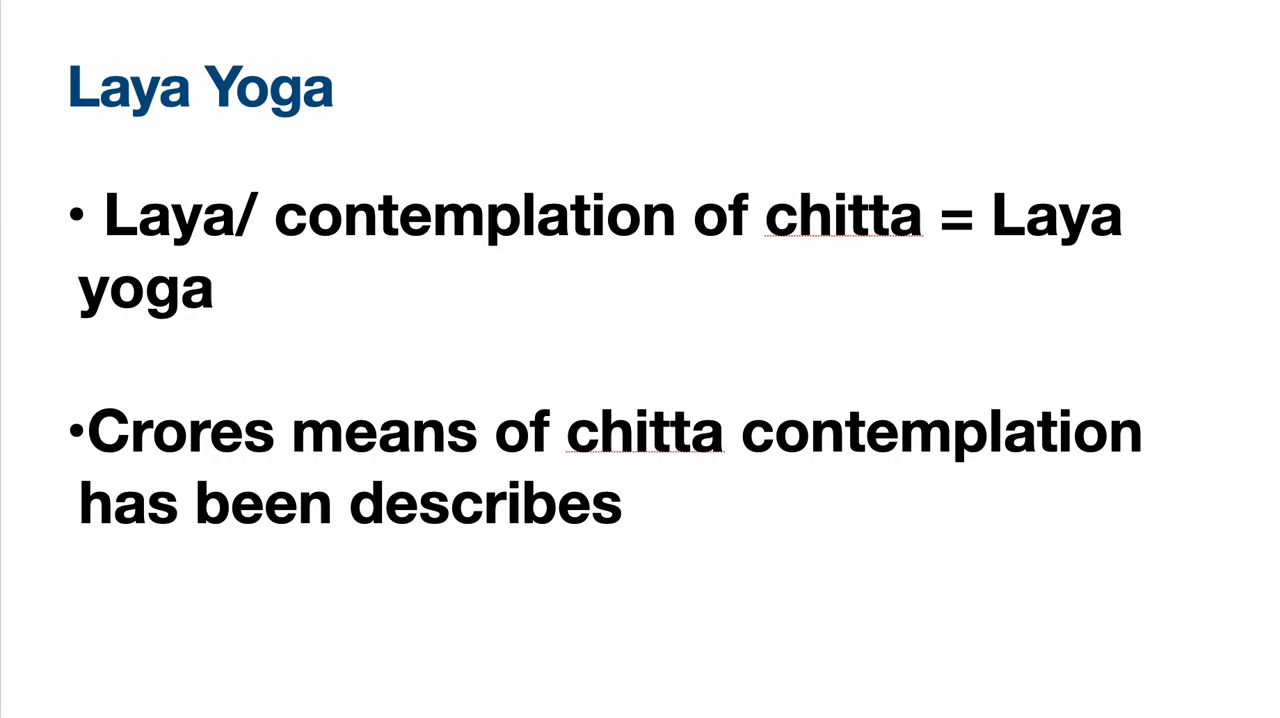 Laya Yoga
• Laya/ contemplation of chitta = Laya
yoga
•Crores means of chitta contemplation
has been describes